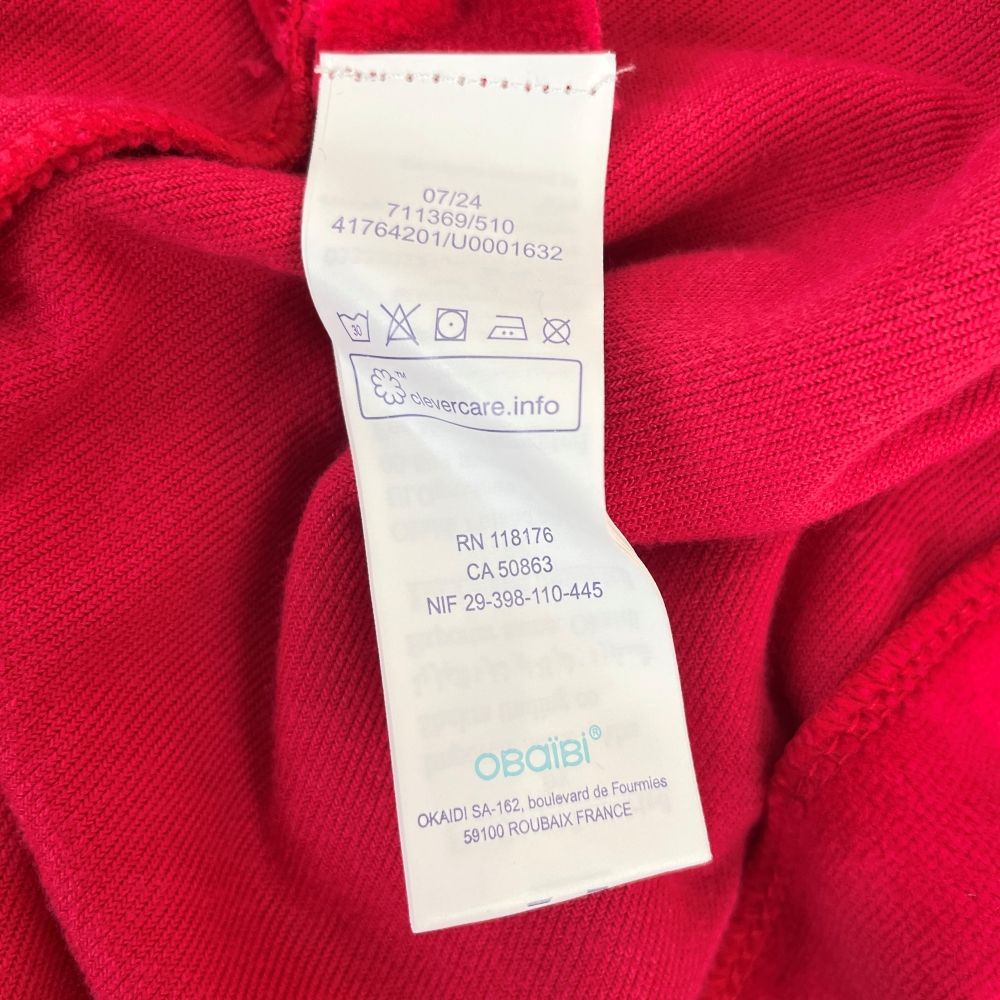 07/24
711369/510
41764201/U0001632
30
clevercare.info
TM
RN 118176
CA 50863
NIF 29-398-110-445
OBaïBi®
OKAIDI SA-162, boulevard de Fourmies
59100 ROUBAIX FRANCE